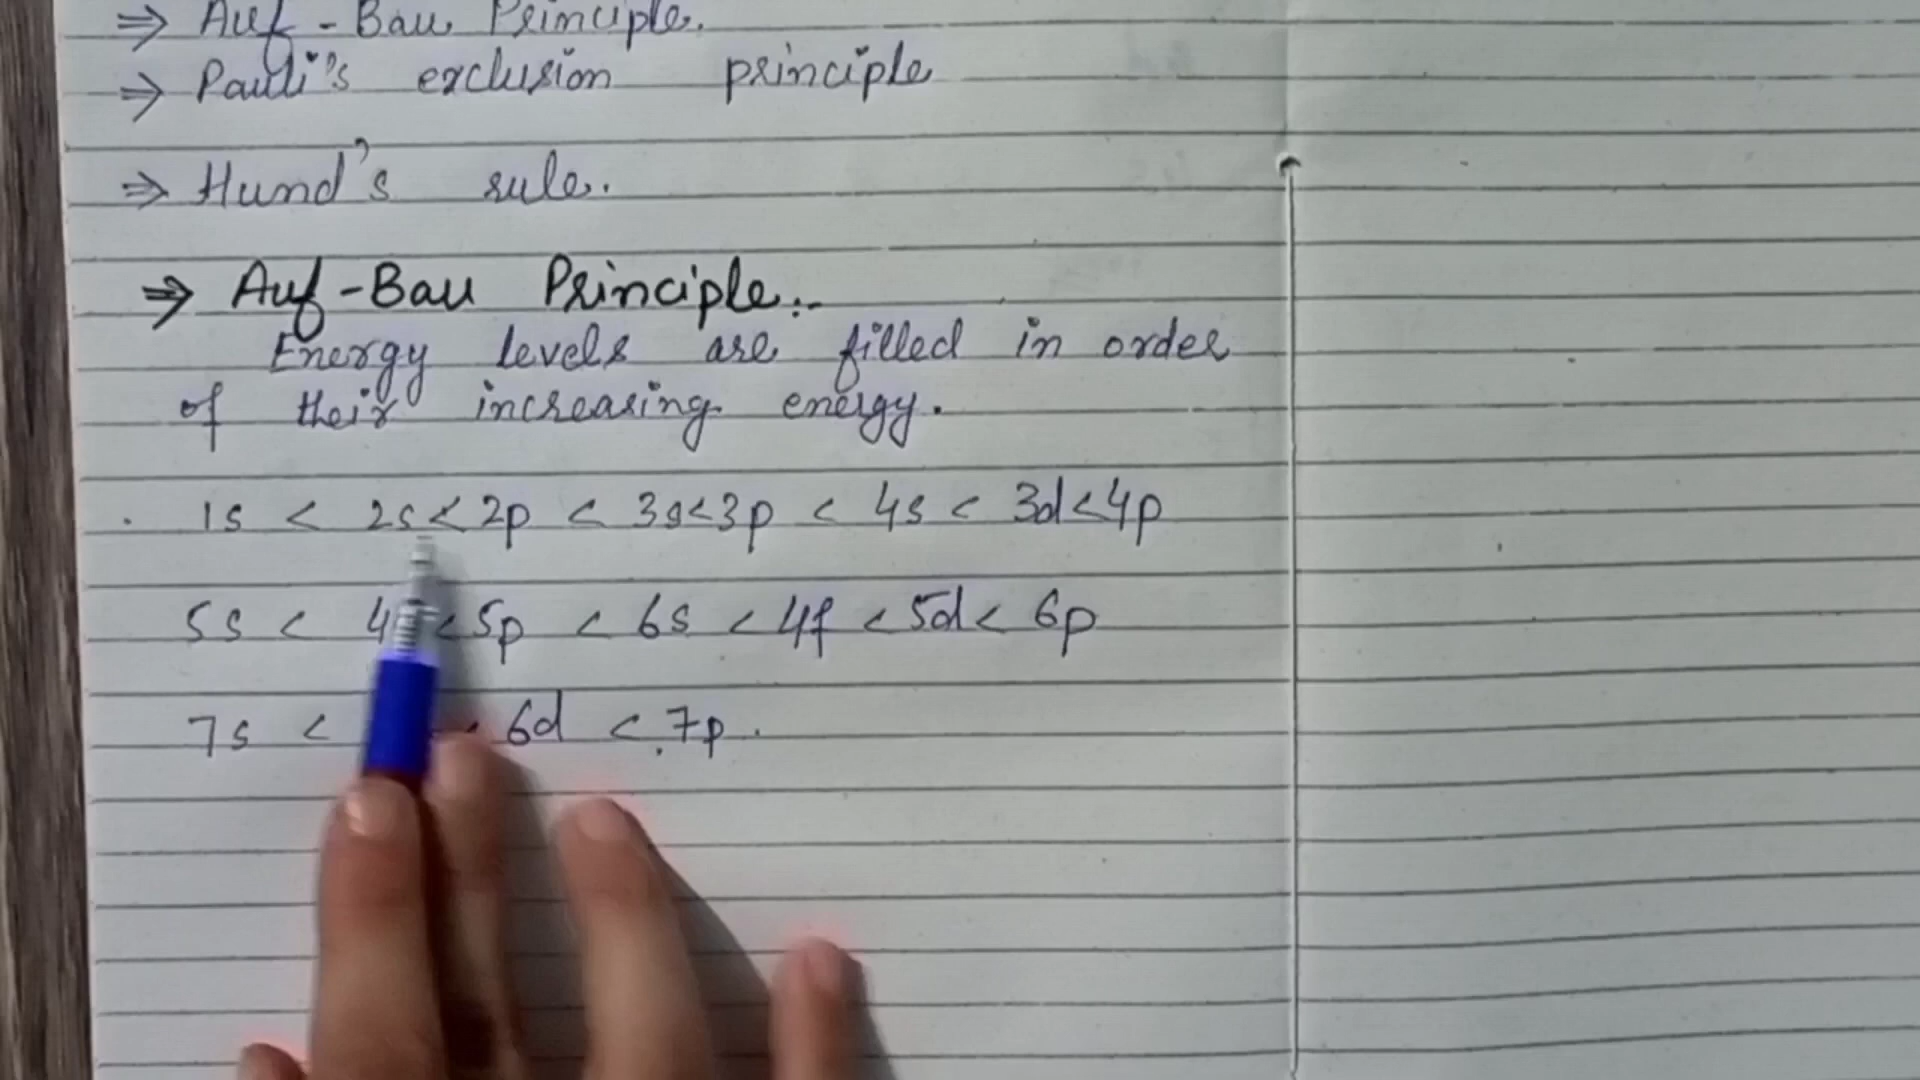 ⇒ Auf-Bau Principle.
⇒ Pauli's exclusion principle
⇒ Hund's rule.
⇒ Auf-Bau Principle:-
Energy levels are filled in order
of their increasing energy.
1s < 2s < 2p < 3s < 3p < 4s < 3d < 4p
5s < 4 < 5p < 6s < 4f < 5d < 6p
7s < < 6d < 7p.